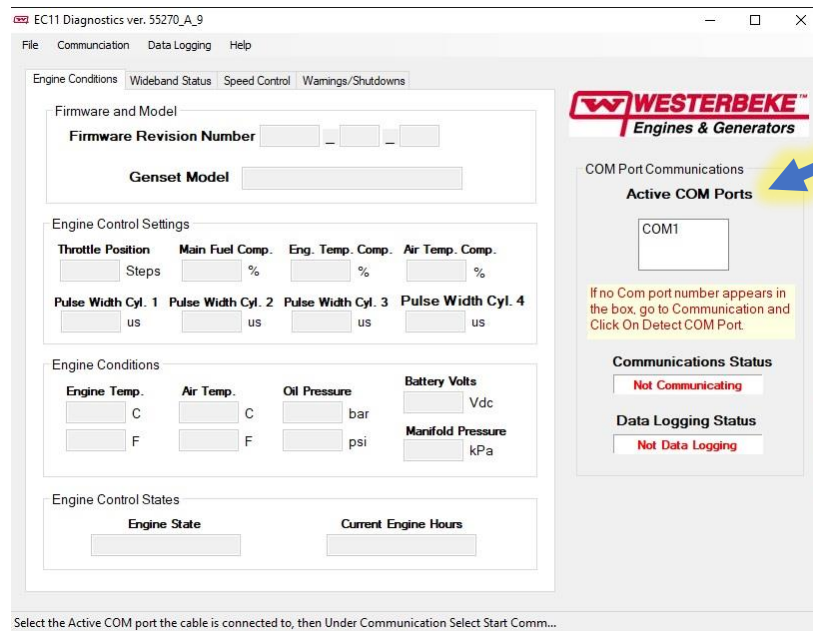 EC11 Diagnostics ver. 55270_A_9
File Communciation Data Logging Help
Engine Conditions Wideband Status Speed Control Warnings/Shutdowns
Firmware and Model
Firmware Revision Number _ _
Genset Model
Engine Control Settings
Throttle Position Main Fuel Comp. Eng. Temp. Comp. Air Temp. Comp.
Steps % % %
Pulse Width Cyl. 1 Pulse Width Cyl. 2 Pulse Width Cyl. 3 Pulse Width Cyl. 4
us us us us
Engine Conditions
Engine Temp. Air Temp. Oil Pressure Battery Volts
C C bar Vdc
Manifold Pressure
F F psi kPa
Engine Control States
Engine State Current Engine Hours
WESTERBEKE™
Engines & Generators
COM Port Communications
Active COM Ports
COM1
If no Com port number appears in
the box, go to Communication and
Click On Detect COM Port.
Communications Status
Not Communicating
Data Logging Status
Not Data Logging
Select the Active COM port the cable is connected to, then Under Communication Select Start Comm...